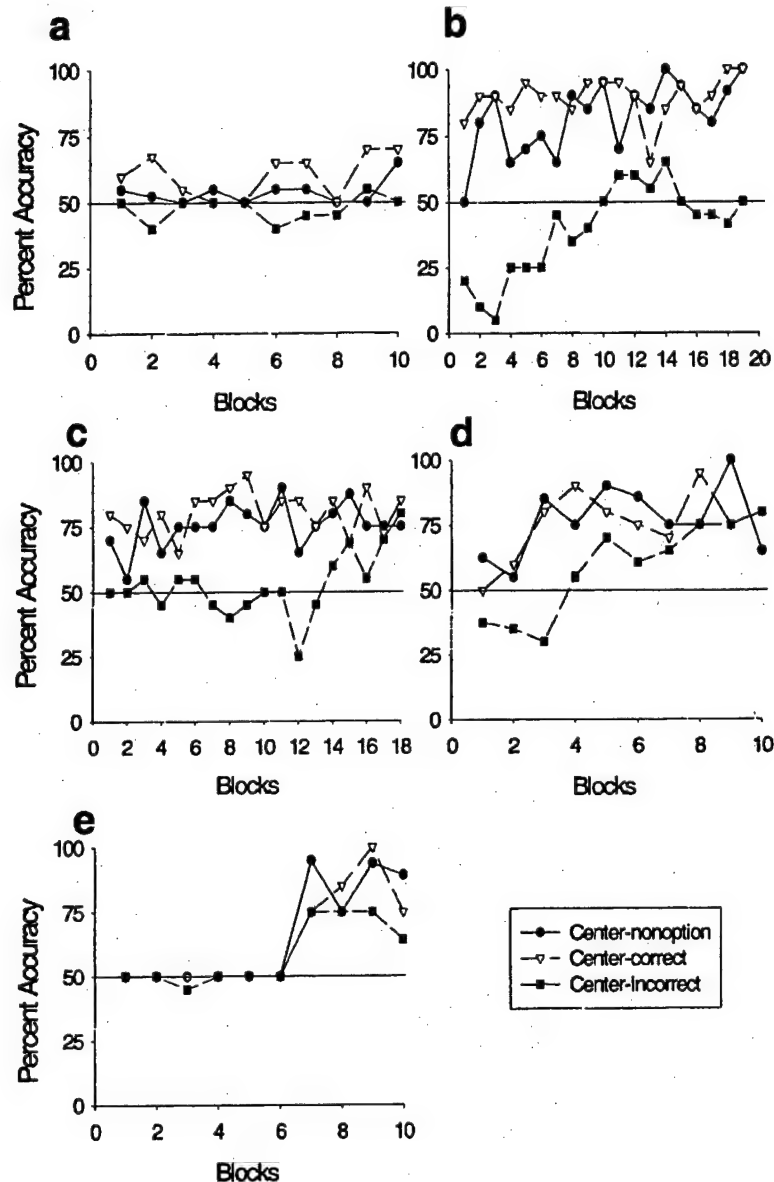 a
100
75
50
25
0
Percent Accuracy
0 2 4 6 8 10
Blocks
b
100
75
50
25
0
0 2 4 6 8 10 12 14 16 18 20
Blocks
c
100
75
50
25
0
Percent Accuracy
0 2 4 6 8 10 12 14 16 18
Blocks
d
100
75
50
25
0
0 2 4 6 8 10
Blocks
e
100
75
50
25
0
Percent Accuracy
0 2 4 6 8 10
Blocks
Center-nonoption
Center-correct
Center-Incorrect